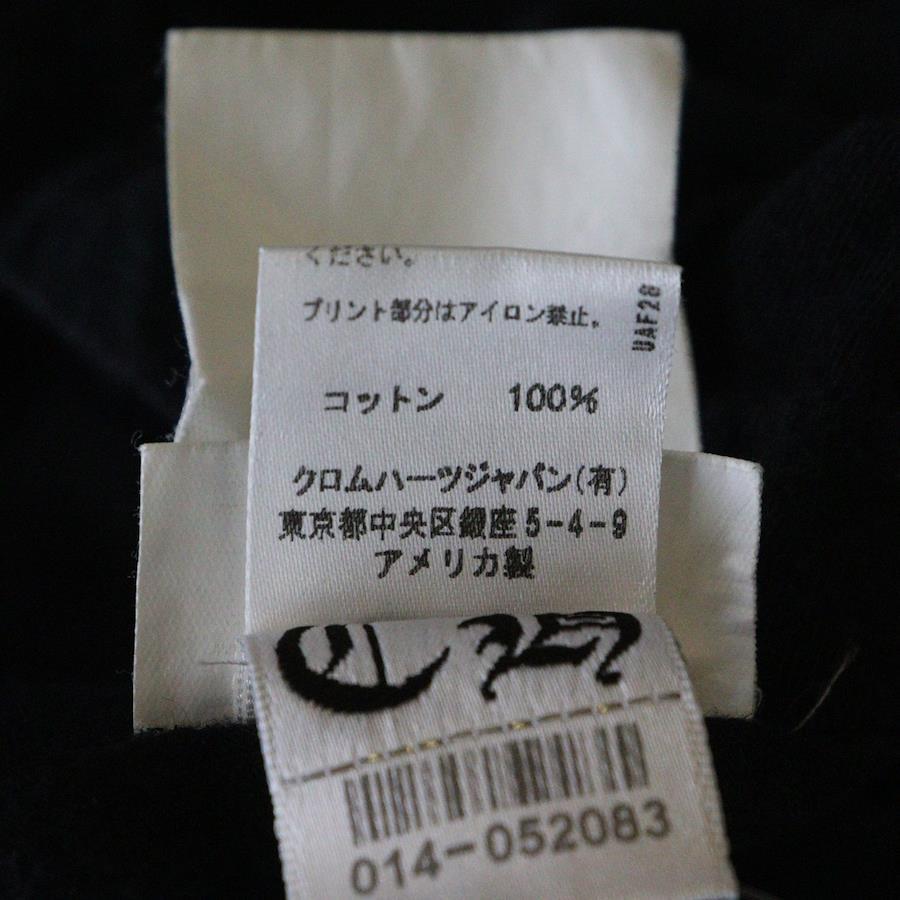 ください。
プリント部分はアイロン禁止。
UAF28
コットン 100%
クロムハーツジャパン(有)
東京都中央区銀座5-4-9
アメリカ製
CH
014-052083